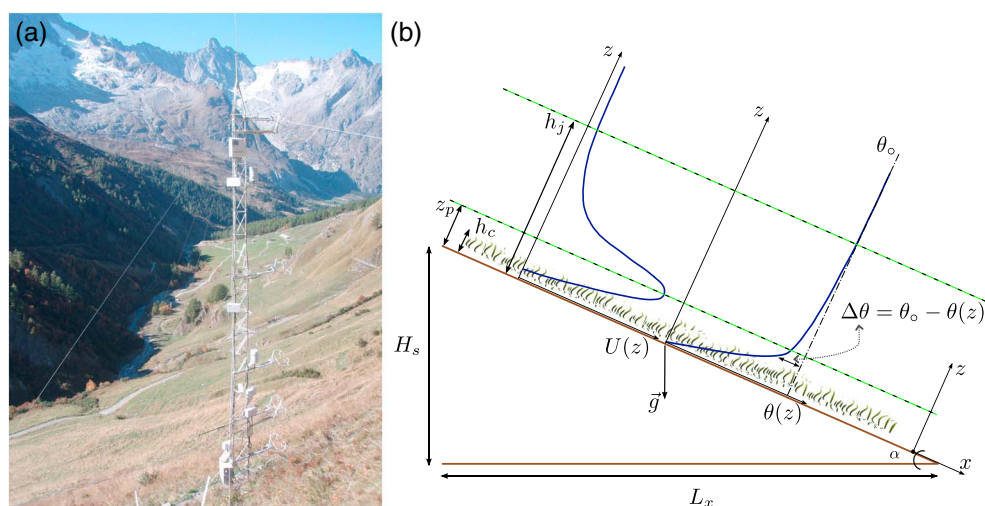 (a)
(b)
z
h_j
z
θ_∘
z_p
h_c
Δθ = θ_∘ − θ(z)
H_s
U(z)
z
g⃗
θ(z)
α
x
L_x